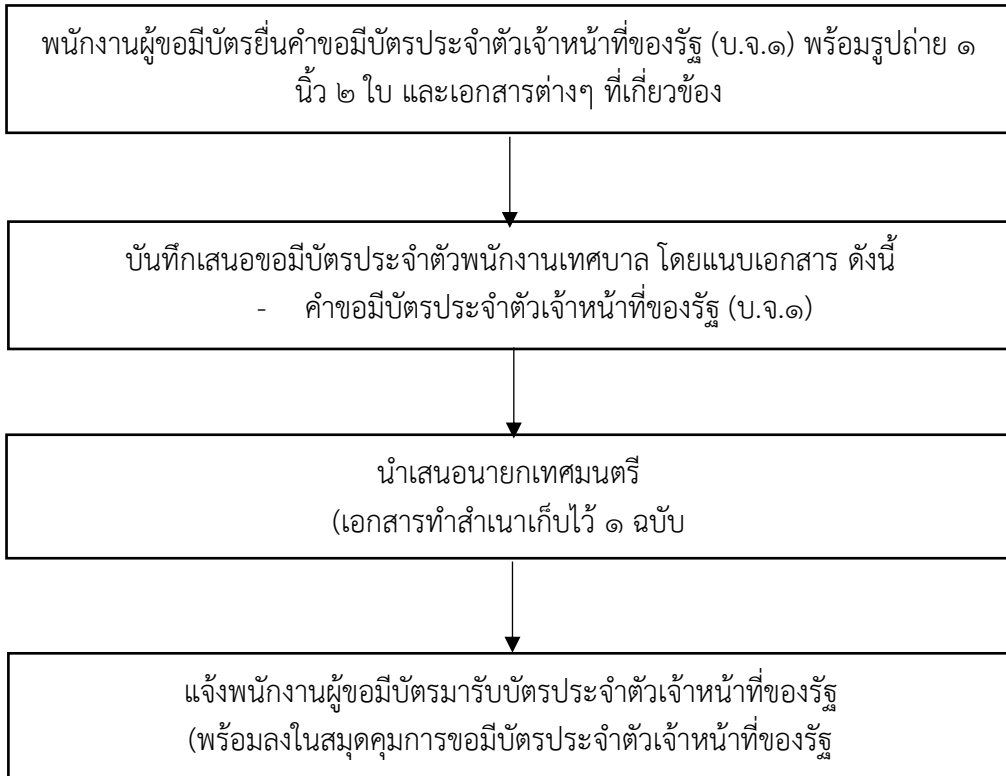 พนักงานผู้ขอมีบัตรยื่นคำขอมีบัตรประจำตัวเจ้าหน้าที่ของรัฐ (บ.จ.๑) พร้อมรูปถ่าย ๑
นิ้ว ๒ ใบ และเอกสารต่างๆ ที่เกี่ยวข้อง
บันทึกเสนอขอมีบัตรประจำตัวพนักงานเทศบาล โดยแนบเอกสาร ดังนี้
- คำขอมีบัตรประจำตัวเจ้าหน้าที่ของรัฐ (บ.จ.๑)
นำเสนอนายกเทศมนตรี
(เอกสารทำสำเนาเก็บไว้ ๑ ฉบับ
แจ้งพนักงานผู้ขอมีบัตรมารับบัตรประจำตัวเจ้าหน้าที่ของรัฐ
(พร้อมลงในสมุดคุมการขอมีบัตรประจำตัวเจ้าหน้าที่ของรัฐ